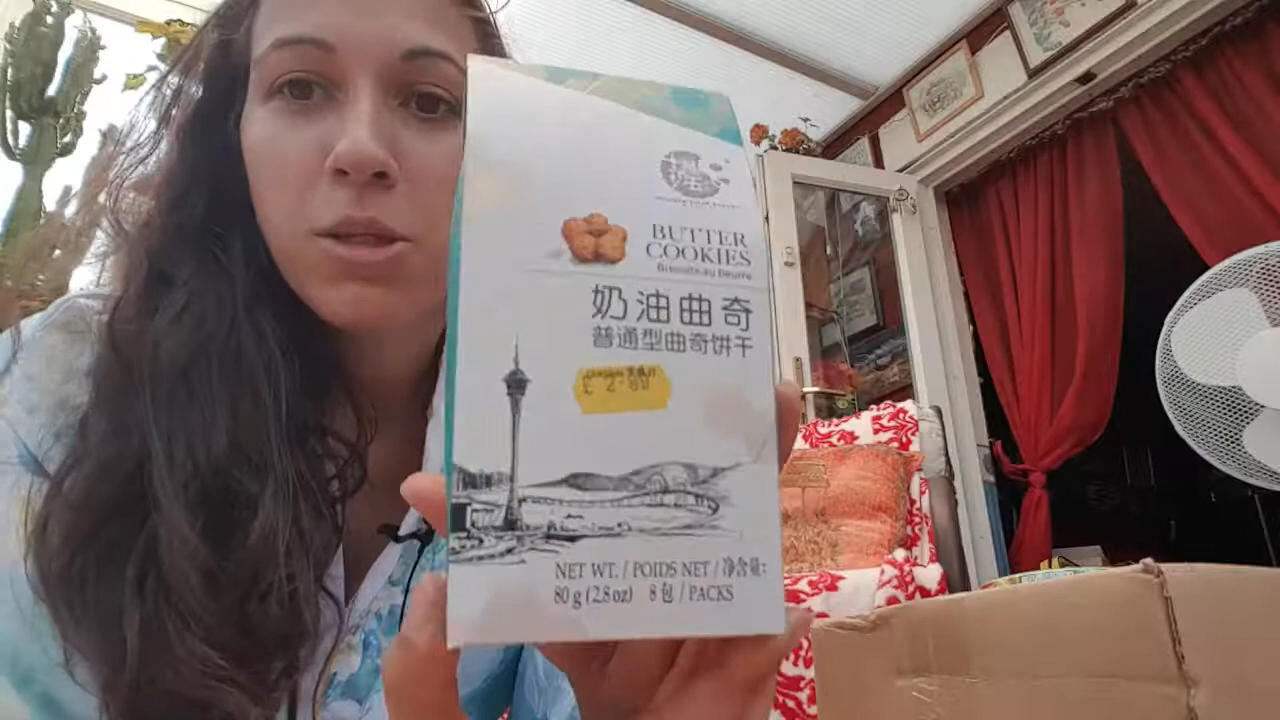 BUTTER
COOKIES
Biscuits au Beurre
奶油曲奇
普通型曲奇饼干
NET WT. / POIDS NET / 净含量:
80 g (2.8 oz) 8包 / PACKS